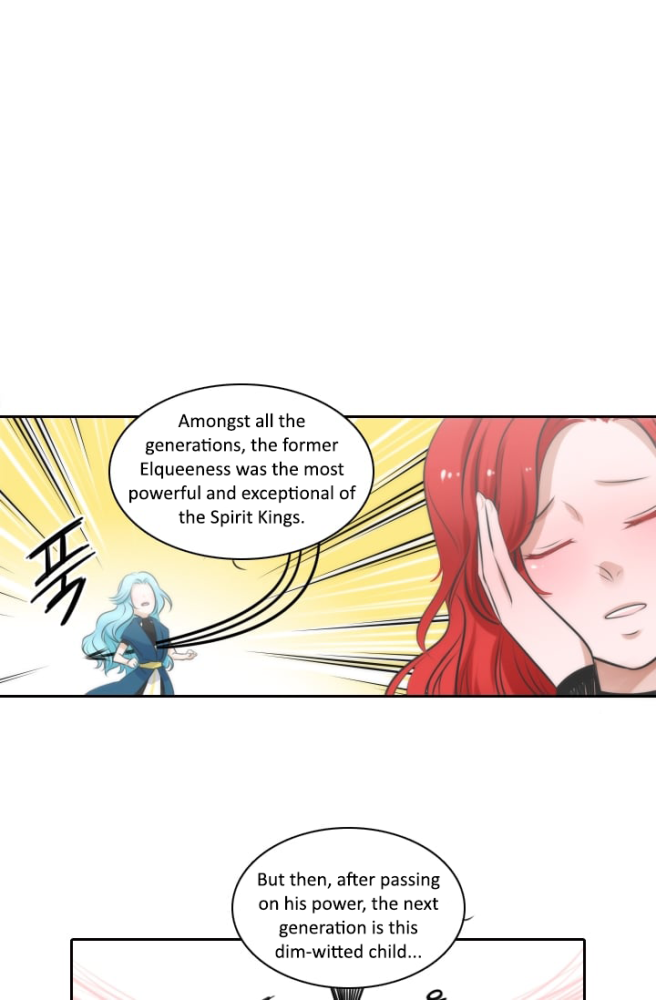 Amongst all the
generations, the former
Elqueeness was the most
powerful and exceptional of
the Spirit Kings.
푹
But then, after passing
on his power, the next
generation is this
dim-witted child...